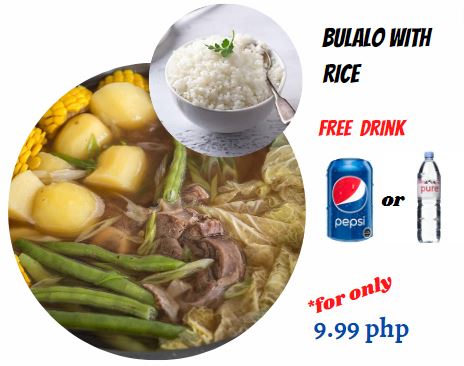 BULALO WITH
RICE
FREE DRINK
pepsi
or
pure
*for only
9.99 php